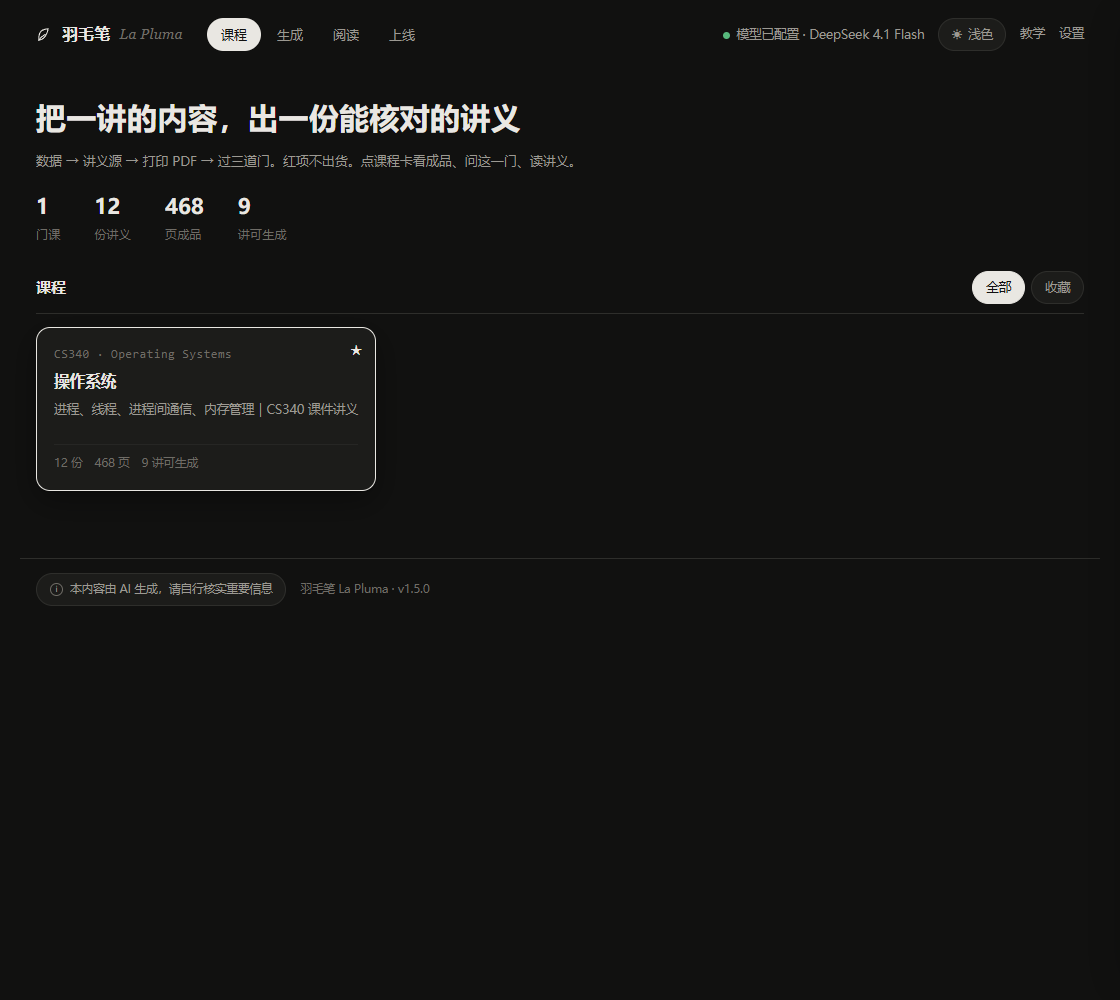 羽毛笔 La Pluma 课程 生成 阅读 上线 模型已配置 · DeepSeek 4.1 Flash ☀ 浅色 教学 设置
把一讲的内容，出一份能核对的讲义
数据 → 讲义源 → 打印 PDF → 过三道门。红项不出货。点课程卡看成品、问这一门、读讲义。
1 12 468 9
门课 份讲义 页成品 讲可生成
课程 全部 收藏
CS340 · Operating Systems ★
操作系统
进程、线程、进程间通信、内存管理 | CS340 课件讲义
12 份 468 页 9 讲可生成
本内容由 AI 生成，请自行核实重要信息 羽毛笔 La Pluma · v1.5.0